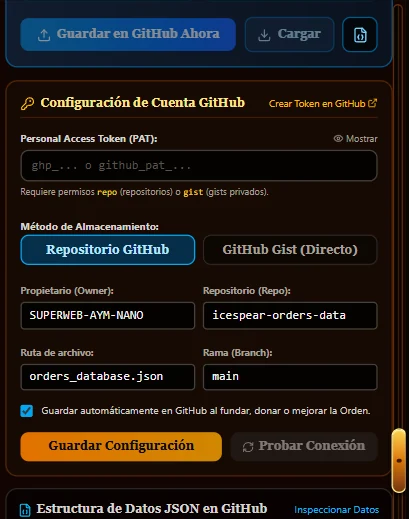 Guardar en GitHub Ahora
Cargar
Configuración de Cuenta GitHub
Crear Token en GitHub
Personal Access Token (PAT):
Mostrar
ghp_... o github_pat_...
Requiere permisos repo (repositorios) o gist (gists privados).
Método de Almacenamiento:
Repositorio GitHub
GitHub Gist (Directo)
Propietario (Owner):
Repositorio (Repo):
SUPERWEB-AYM-NANO
icespear-orders-data
Ruta de archivo:
Rama (Branch):
orders_database.json
main
Guardar automáticamente en GitHub al fundar, donar o mejorar la Orden.
Guardar Configuración
Probar Conexión
Estructura de Datos JSON en GitHub
Inspeccionar Datos